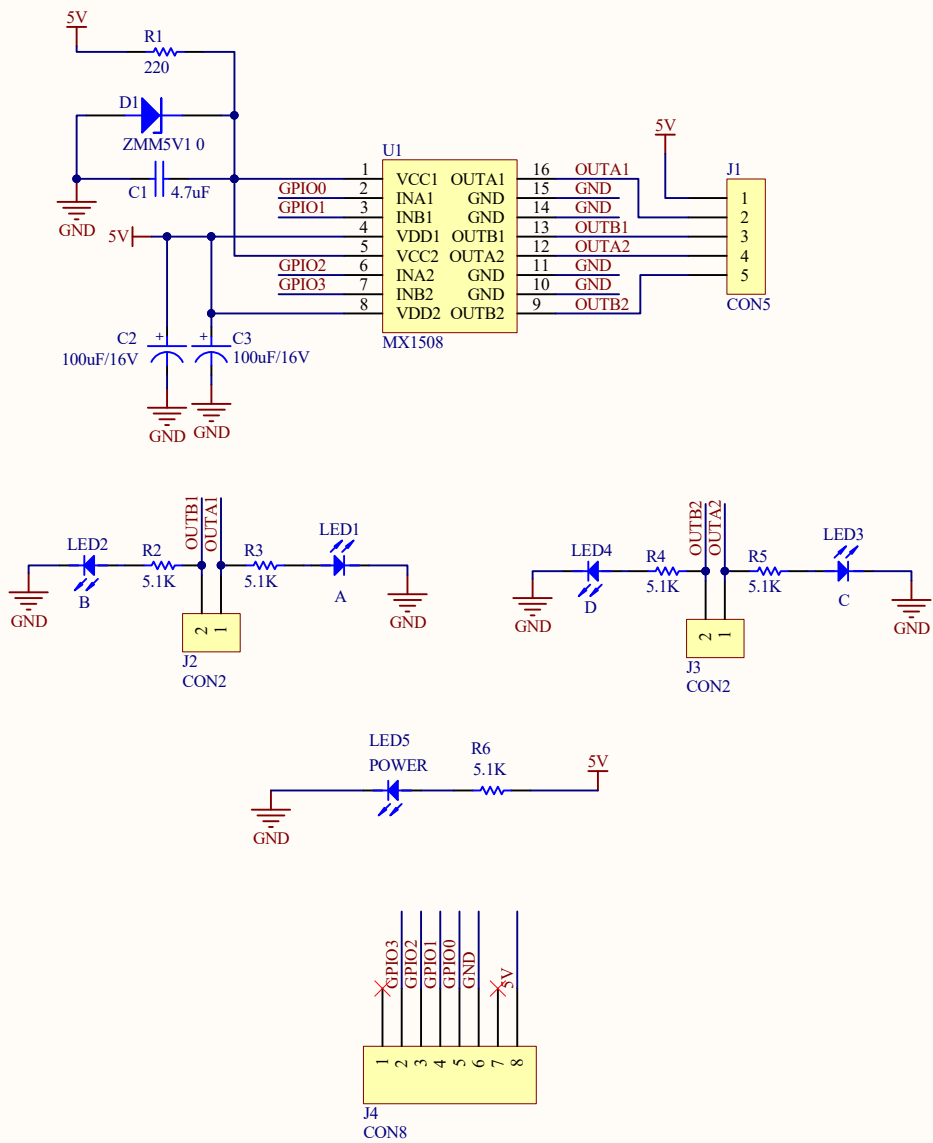 5V
R1
220
D1
ZMM5V1 0
C1 4.7uF
GND
U1
1 VCC1 OUTA1 16 OUTA1
GPIO0 2 INA1 GND 15 GND
GPIO1 3 INB1 GND 14 GND
5V 4 VDD1 OUTB1 13 OUTB1
5 VCC2 OUTA2 12 OUTA2
GPIO2 6 INA2 GND 11 GND
GPIO3 7 INB2 GND 10 GND
8 VDD2 OUTB2 9 OUTB2
MX1508
5V
J1
1
2
3
4
5
CON5
C2
+
100uF/16V
GND
C3
+
100uF/16V
GND
OUTB1
OUTA1
LED2
B
R2
5.1K
R3
5.1K
LED1
A
GND
GND
2 1
J2
CON2
OUTB2
OUTA2
LED4
D
R4
5.1K
R5
5.1K
LED3
C
GND
GND
2 1
J3
CON2
LED5
POWER
R6
5.1K
5V
GND
GPIO3
GPIO2
GPIO1
GPIO0
GND
5V
1 2 3 4 5 6 7 8
J4
CON8